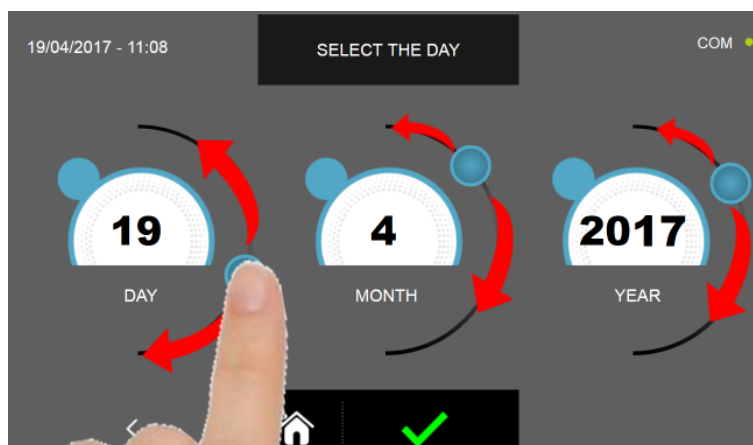 19/04/2017 - 11:08
SELECT THE DAY
COM
19
4
2017
DAY
MONTH
YEAR